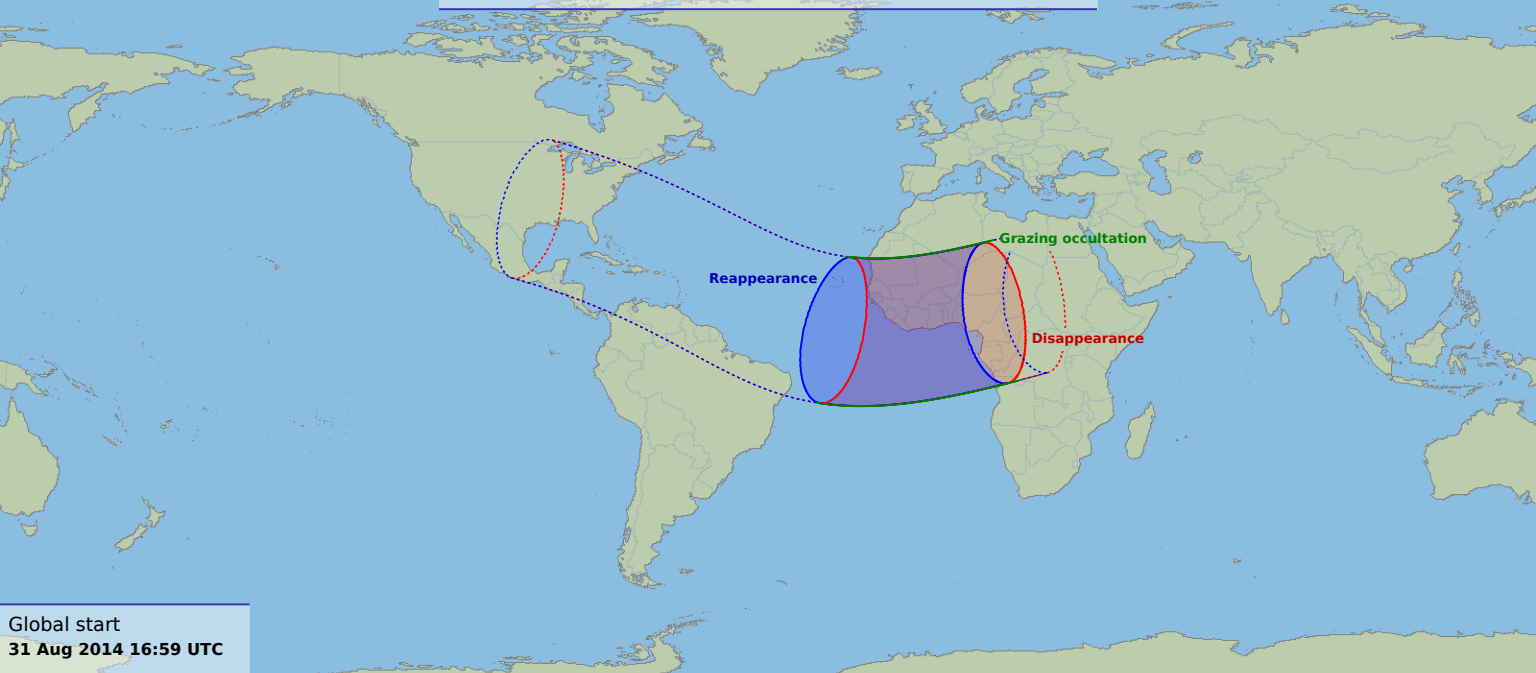 Grazing occultation
Reappearance
Disappearance
Global start
31 Aug 2014 16:59 UTC